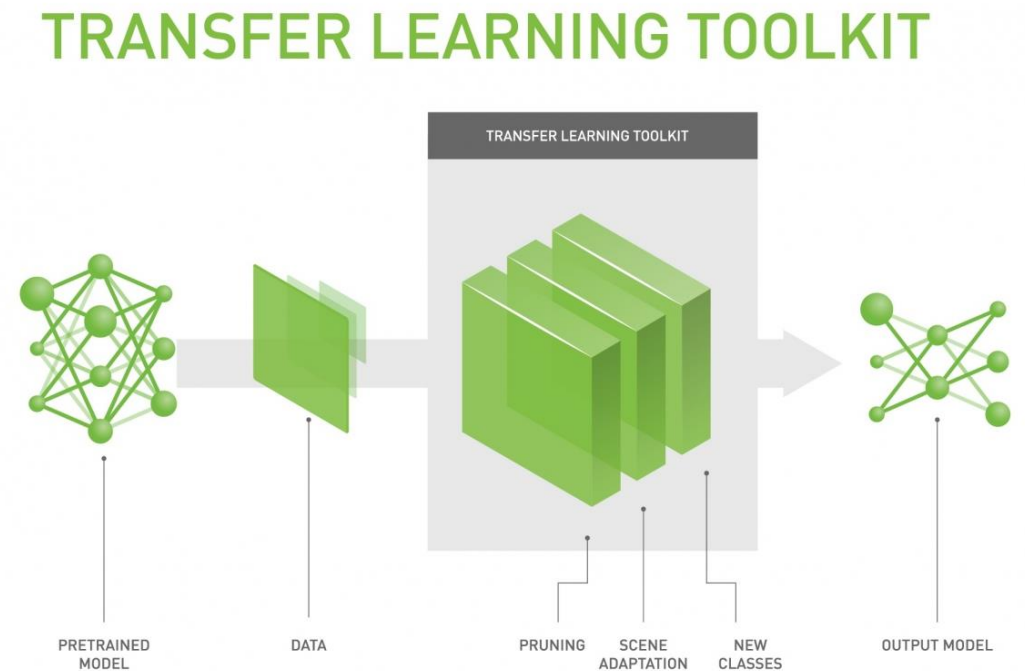 TRANSFER LEARNING TOOLKIT
TRANSFER LEARNING TOOLKIT
PRETRAINED
MODEL
DATA
PRUNING
SCENE
ADAPTATION
NEW
CLASSES
OUTPUT MODEL